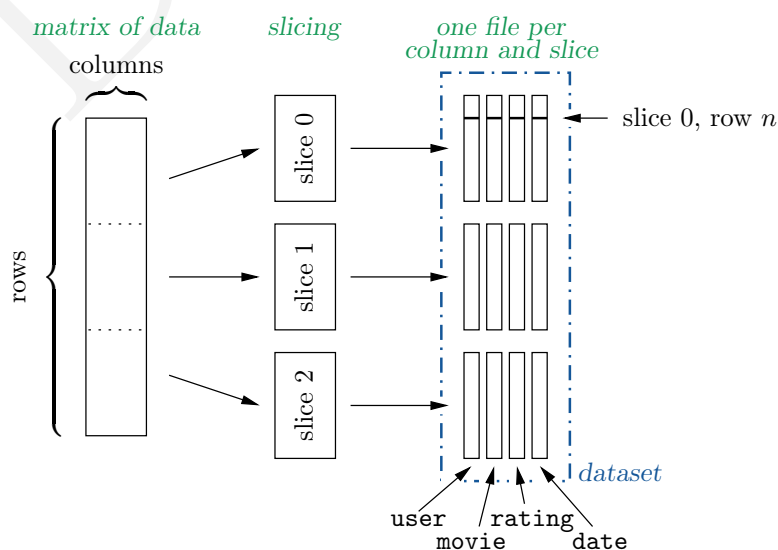 matrix of data
slicing
one file per
column and slice
columns
rows
slice 0
slice 1
slice 2
slice 0, row n
dataset
user
movie
rating
date